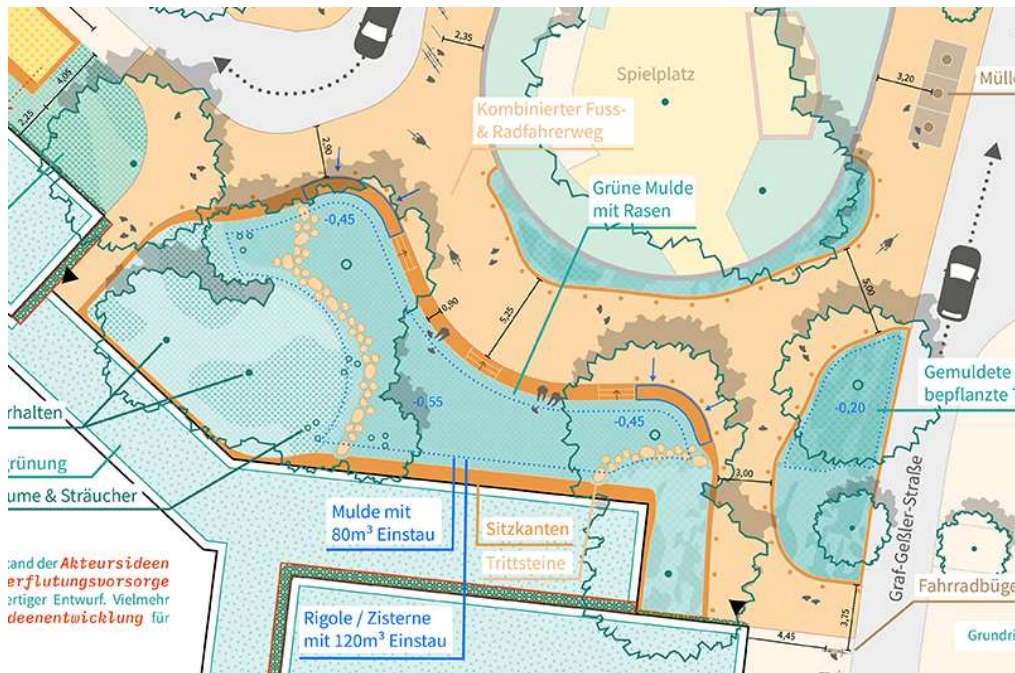 2,35
4,05
2,25
Spielplatz
3,20
Müll
Kombinierter Fuss-
& Radfahrerweg
2,90
Grüne Mulde
mit Rasen
-0,45
5,00
0,90
5,25
Gemuldete
bepflanzte
-0,20
-0,55
-0,45
rhalten
grünung
ume & Sträucher
Mulde mit
80m³ Einstau
Sitzkanten
Trittsteine
3,00
Graf-Geßler-Straße
tand der Akteursideen
erflutungsvorsorge
ertiger Entwurf. Vielmehr
deenentwicklung für
Rigole / Zisterne
mit 120m³ Einstau
Fahrradbüge
3,75
4,45
Grundri